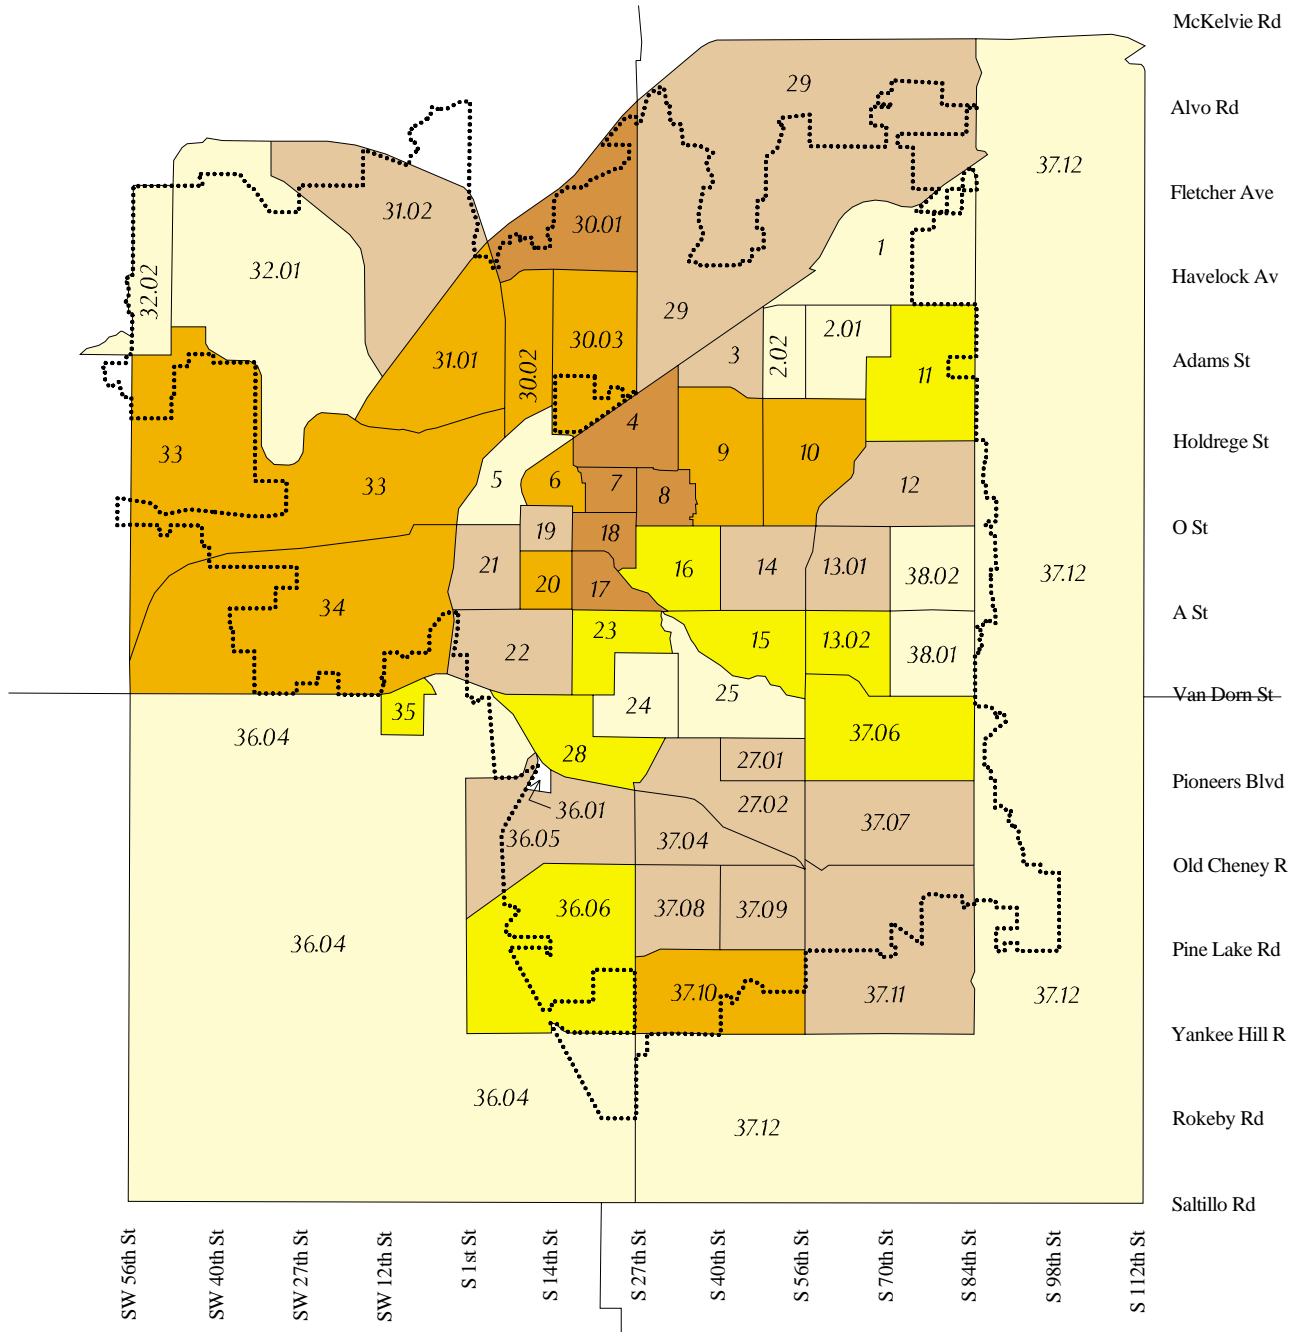 McKelvie Rd
29
Alvo Rd
37.12
Fletcher Ave
31.02
30.01
1
32.01
32.02
Havelock Av
29
2.01
30.03
2.02
3
31.01
30.02
11
Adams St
4
Holdrege St
33
9
10
5
6
7
12
33
8
19
18
O St
21
20
16
14
13.01
38.02
37.12
17
34
A St
23
15
13.02
22
38.01
25
Van Dorn St
24
35
36.04
28
37.06
27.01
Pioneers Blvd
36.01
27.02
36.05
37.04
37.07
Old Cheney R
36.06
37.08
37.09
36.04
Pine Lake Rd
37.10
37.11
37.12
Yankee Hill R
36.04
Rokeby Rd
37.12
Saltillo Rd
SW 56th St
SW 40th St
SW 27th St
SW 12th St
S 1st St
S 14th St
S 27th St
S 40th St
S 56th St
S 70th St
S 84th St
S 98th St
S 112th St